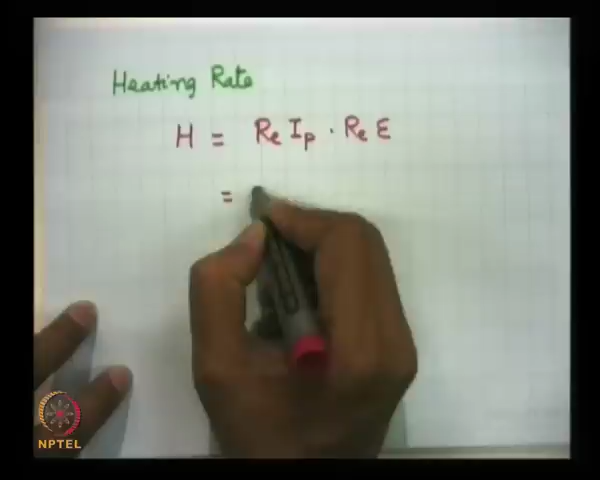 Heating Rate
H = Re Ip · Re E
=
NPTEL